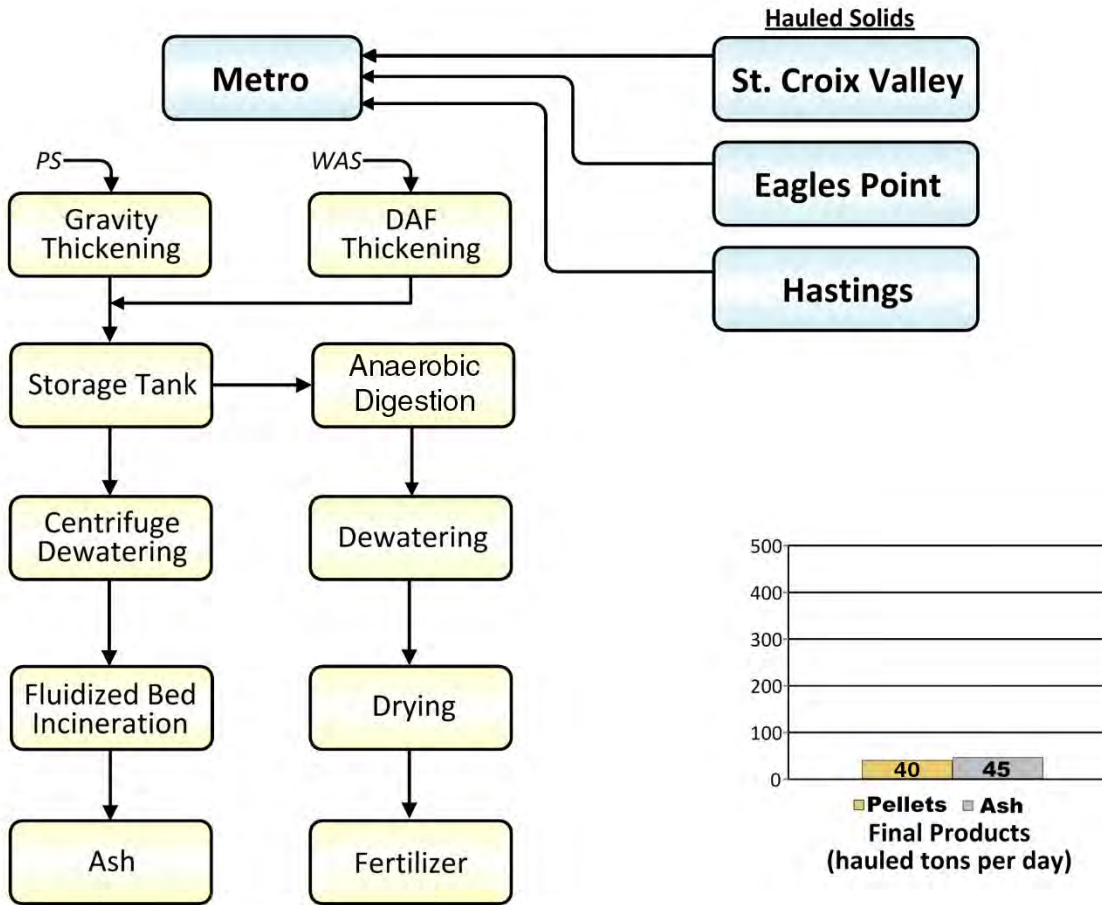 Hauled Solids
Metro
St. Croix Valley
Eagles Point
Hastings
PS
WAS
Gravity
Thickening
DAF
Thickening
Storage Tank
Anaerobic
Digestion
Centrifuge
Dewatering
Dewatering
Fluidized Bed
Incineration
Drying
Ash
Fertilizer
500
400
300
200
100
0
40
45
Pellets Ash
Final Products
(hauled tons per day)